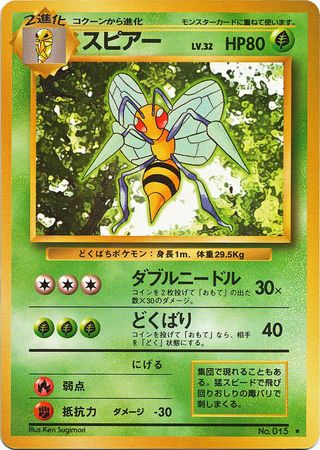 2進化
コクーンから進化
モンスターカードに重ねて使います。
スピアー LV.32 HP80
どくばちポケモン：身長1m、体重29.5Kg
ダブルニードル 30×
コインを2枚投げて「おもて」の出た
数×30のダメージ。
どくばり 40
コインを投げて「おもて」なら、相手
を「どく」状態にする。
にげる
弱点
抵抗力 ダメージ -30
集団で現れることもあ
る。猛スピードで飛び
回りおしりの毒バリで
刺しまくる。
Illus. Ken Sugimori
No. 015